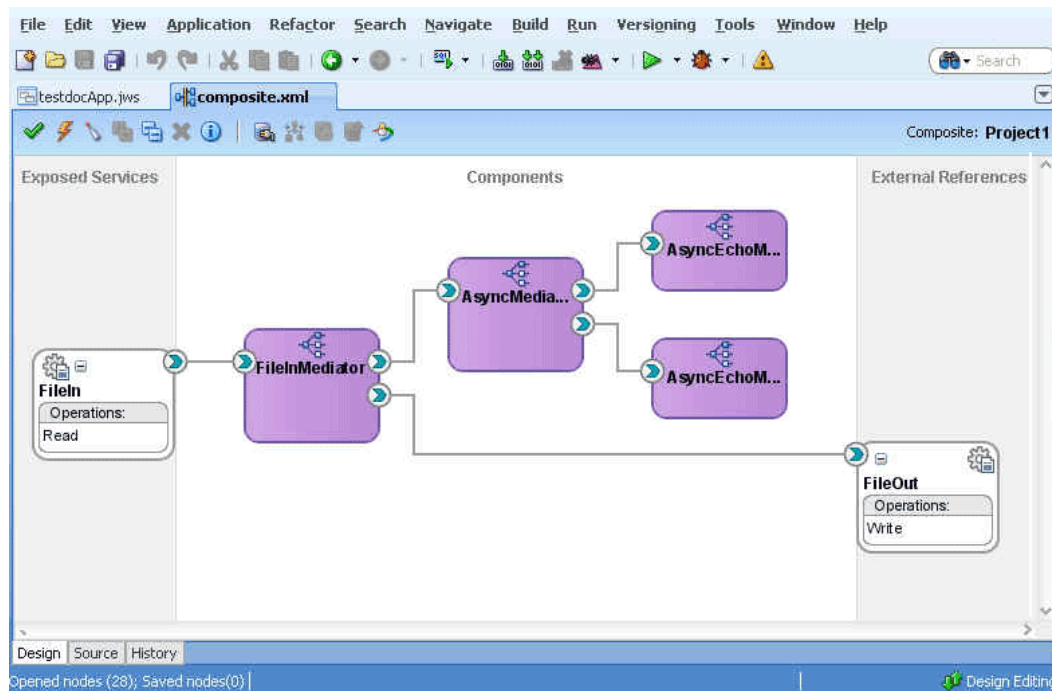 File Edit View Application Refactor Search Navigate Build Run Versioning Tools Window Help
Search
testdocApp.jws composite.xml
Composite: Project1
Exposed Services Components External References
AsyncEchoM...
AsyncMedia...
FileInMediator
AsyncEchoM...
FileIn
Operations:
Read
FileOut
Operations:
Write
Design Source History
Opened nodes (28); Saved nodes(0) Design Editing